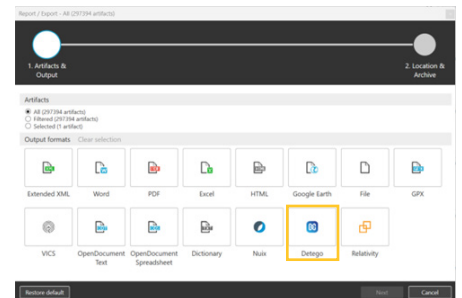 Report / Export - All (297394 artifacts)
1. Artifacts &
Output
2. Location &
Archive
Artifacts
All (297394 artifacts)
Filtered (297394 artifacts)
Selected (1 artifact)
Output formats Clear selection
Extended XML Word PDF Excel HTML Google Earth File GPX
VICS OpenDocument Text OpenDocument Spreadsheet Dictionary Nuix Detego Relativity
Restore default Next Cancel